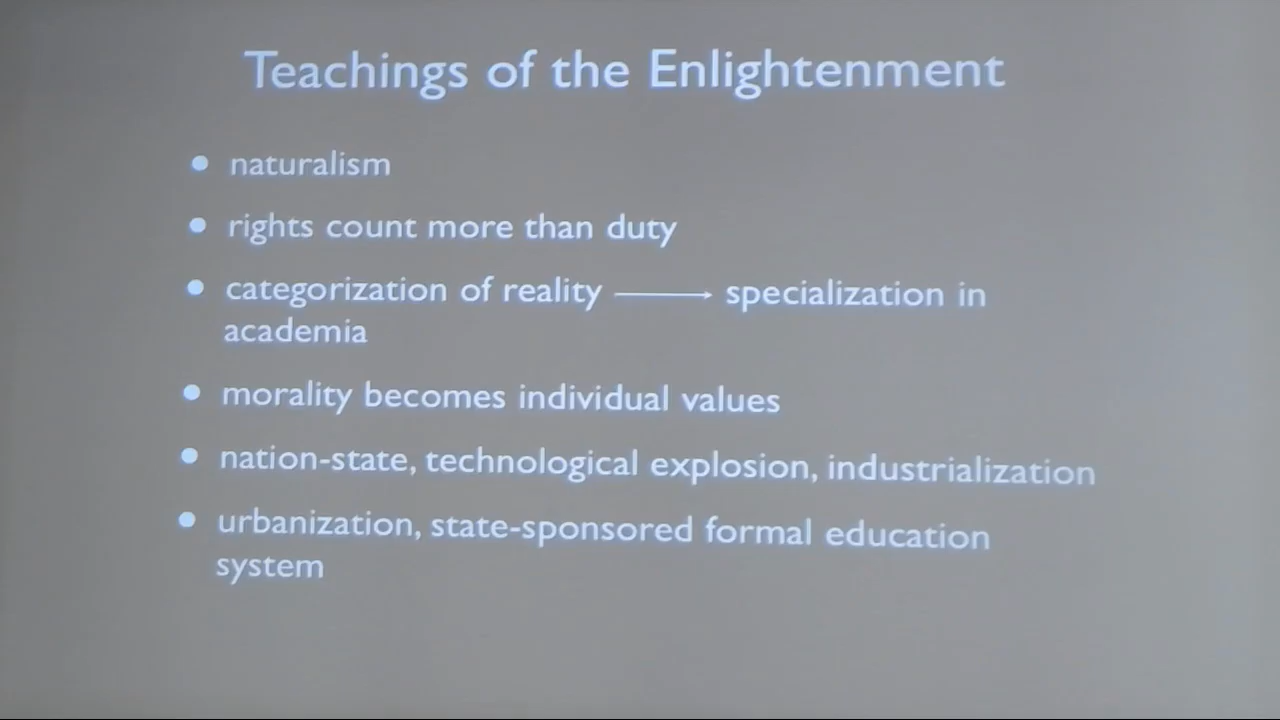 Teachings of the Enlightenment
• naturalism
• rights count more than duty
• categorization of reality ⟶ specialization in
academia
• morality becomes individual values
• nation-state, technological explosion, industrialization
• urbanization, state-sponsored formal education
system